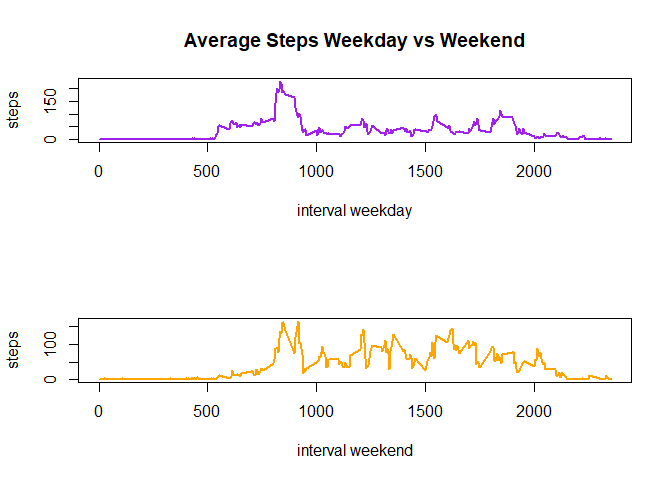 Average Steps Weekday vs Weekend
steps
150
0
0 500 1000 1500 2000
interval weekday
steps
100
0
0 500 1000 1500 2000
interval weekend